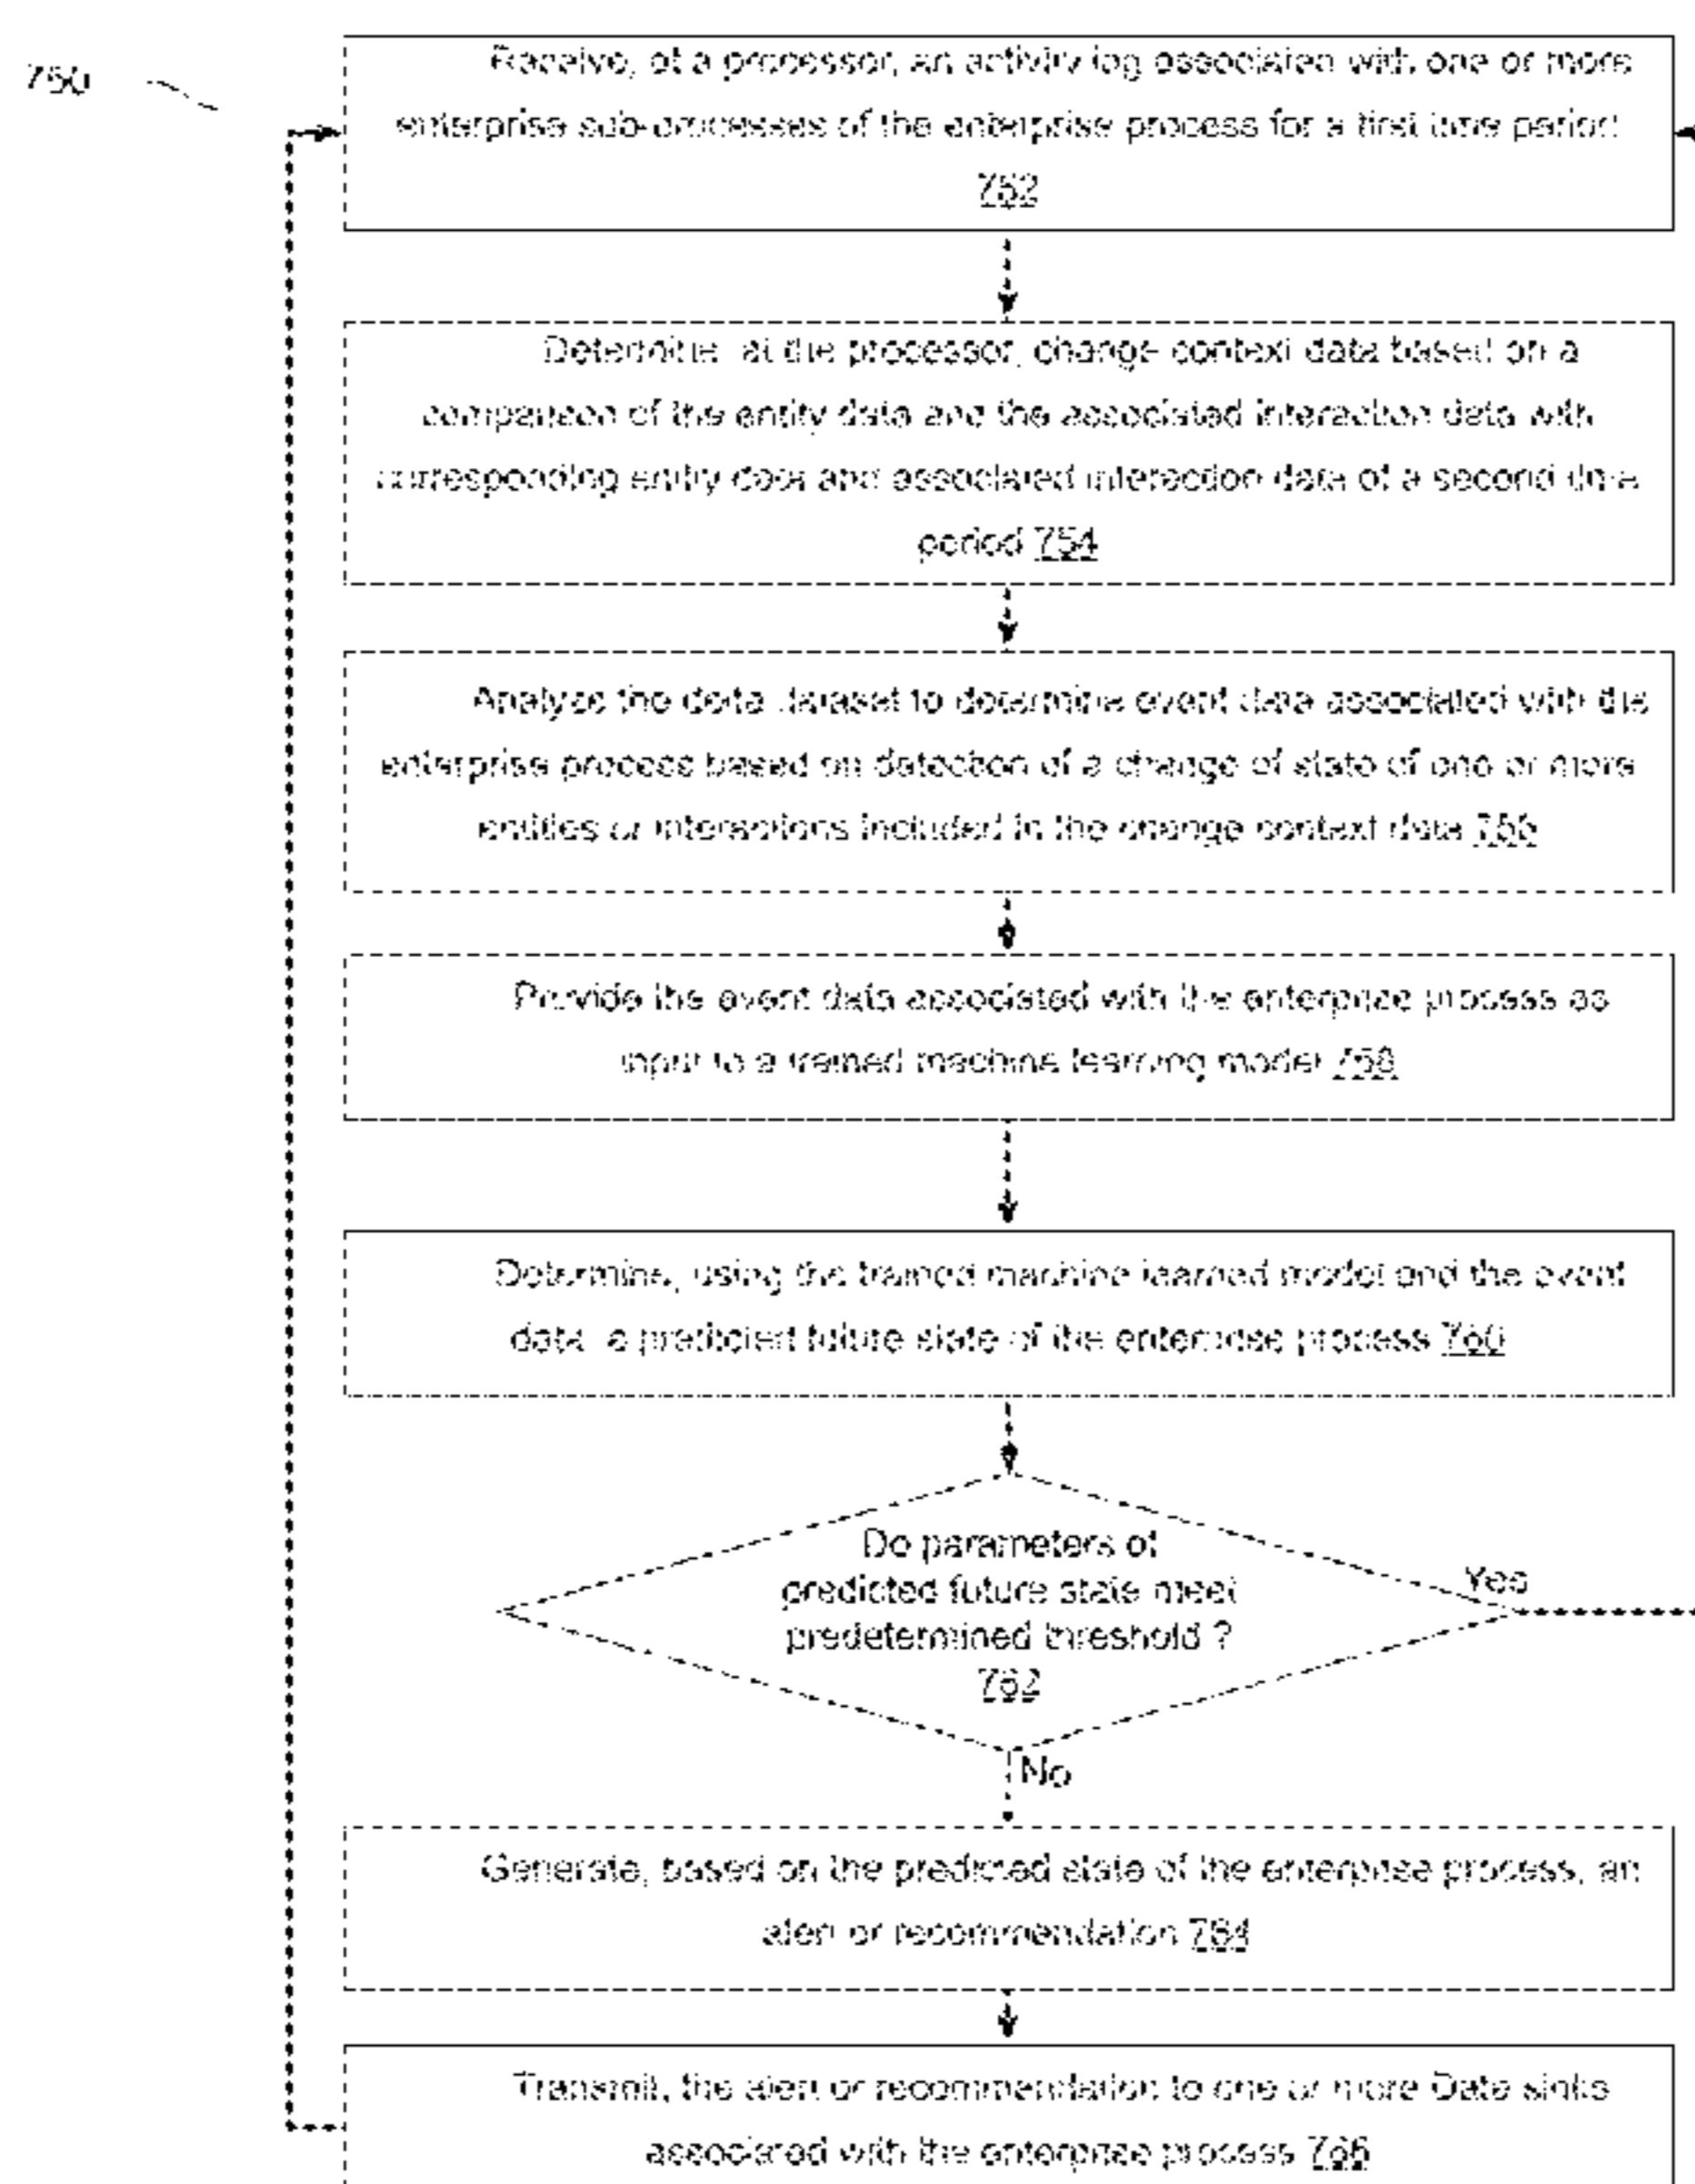 750
Receive, at a processor, an activity log associated with one or more
enterprise sub-processes of the enterprise process for a first time period
752
Determine, at the processor, change context data based on a
comparison of the entity data and the associated interaction data with
corresponding entity data and associated interaction data of a second time
period 754
Analyze the delta dataset to determine event data associated with the
enterprise process based on detection of a change of state of one or more
entities or interactions included in the change context data 756
Provide the event data associated with the enterprise process as
input to a trained machine learning model 758
Determine, using the trained machine learned model and the event
data, a predicted future state of the enterprise process 760
Do parameters of
predicted future state meet
predetermined threshold ?
762
Yes
No
Generate, based on the predicted state of the enterprise process, an
alert or recommendation 764
Transmit, the alert or recommendation to one or more Data sinks
associated with the enterprise process 766